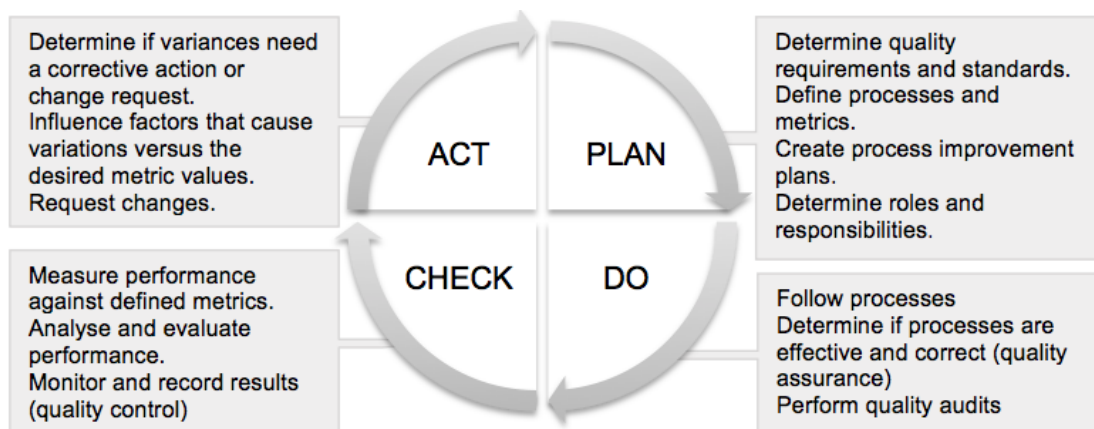 Determine if variances need
a corrective action or
change request.
Influence factors that cause
variations versus the
desired metric values.
Request changes.
ACT
PLAN
Determine quality
requirements and standards.
Define processes and
metrics.
Create process improvement
plans.
Determine roles and
responsibilities.
Measure performance
against defined metrics.
Analyse and evaluate
performance.
Monitor and record results
(quality control)
CHECK
DO
Follow processes
Determine if processes are
effective and correct (quality
assurance)
Perform quality audits